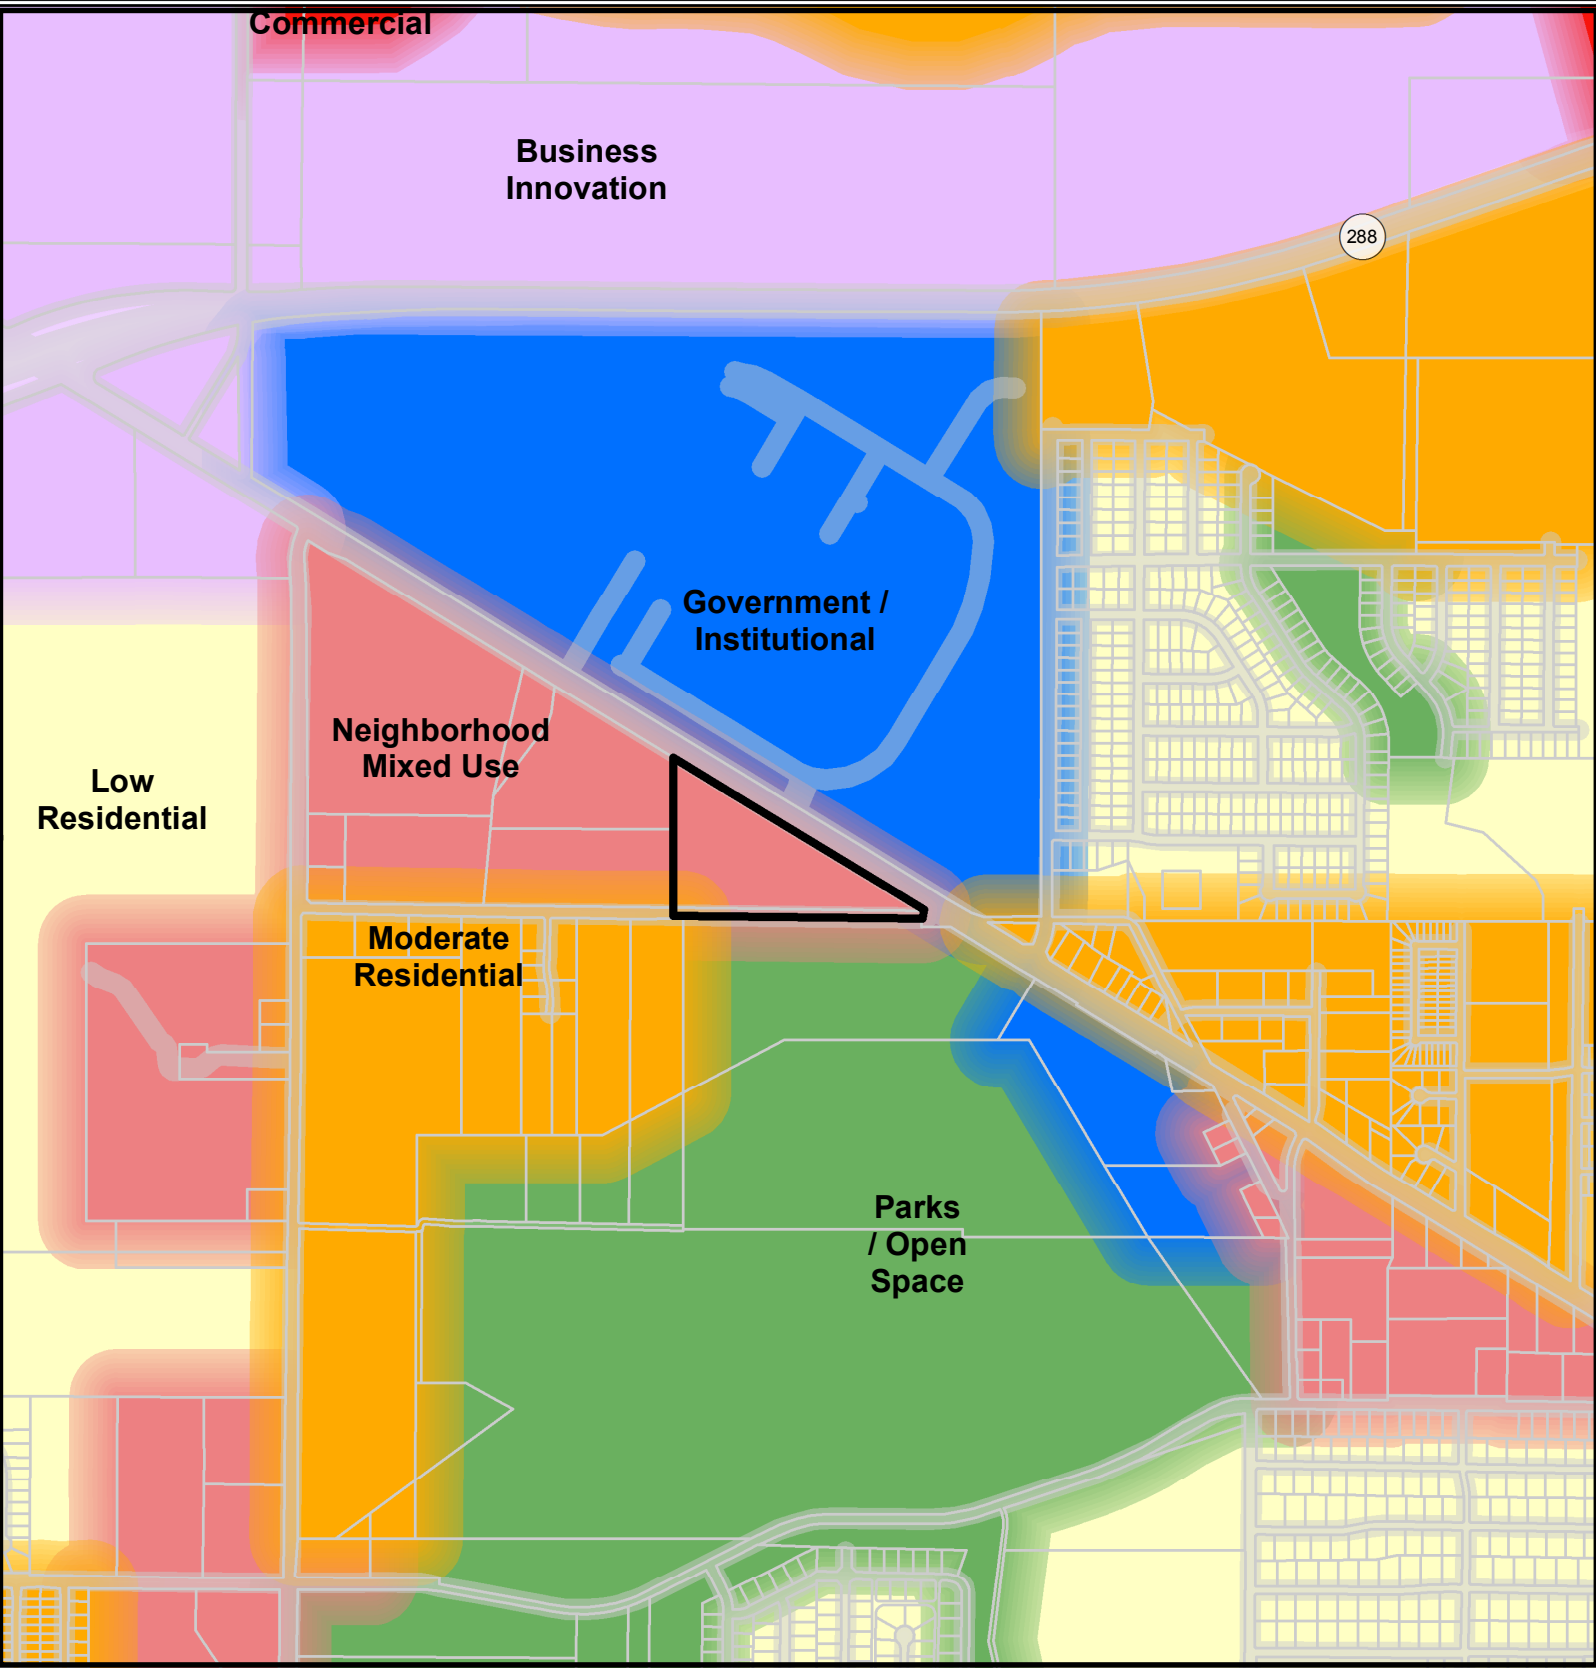 Commercial
Business
Innovation
288
Government /
Institutional
Neighborhood
Mixed Use
Low
Residential
Moderate
Residential
Parks
/ Open
Space